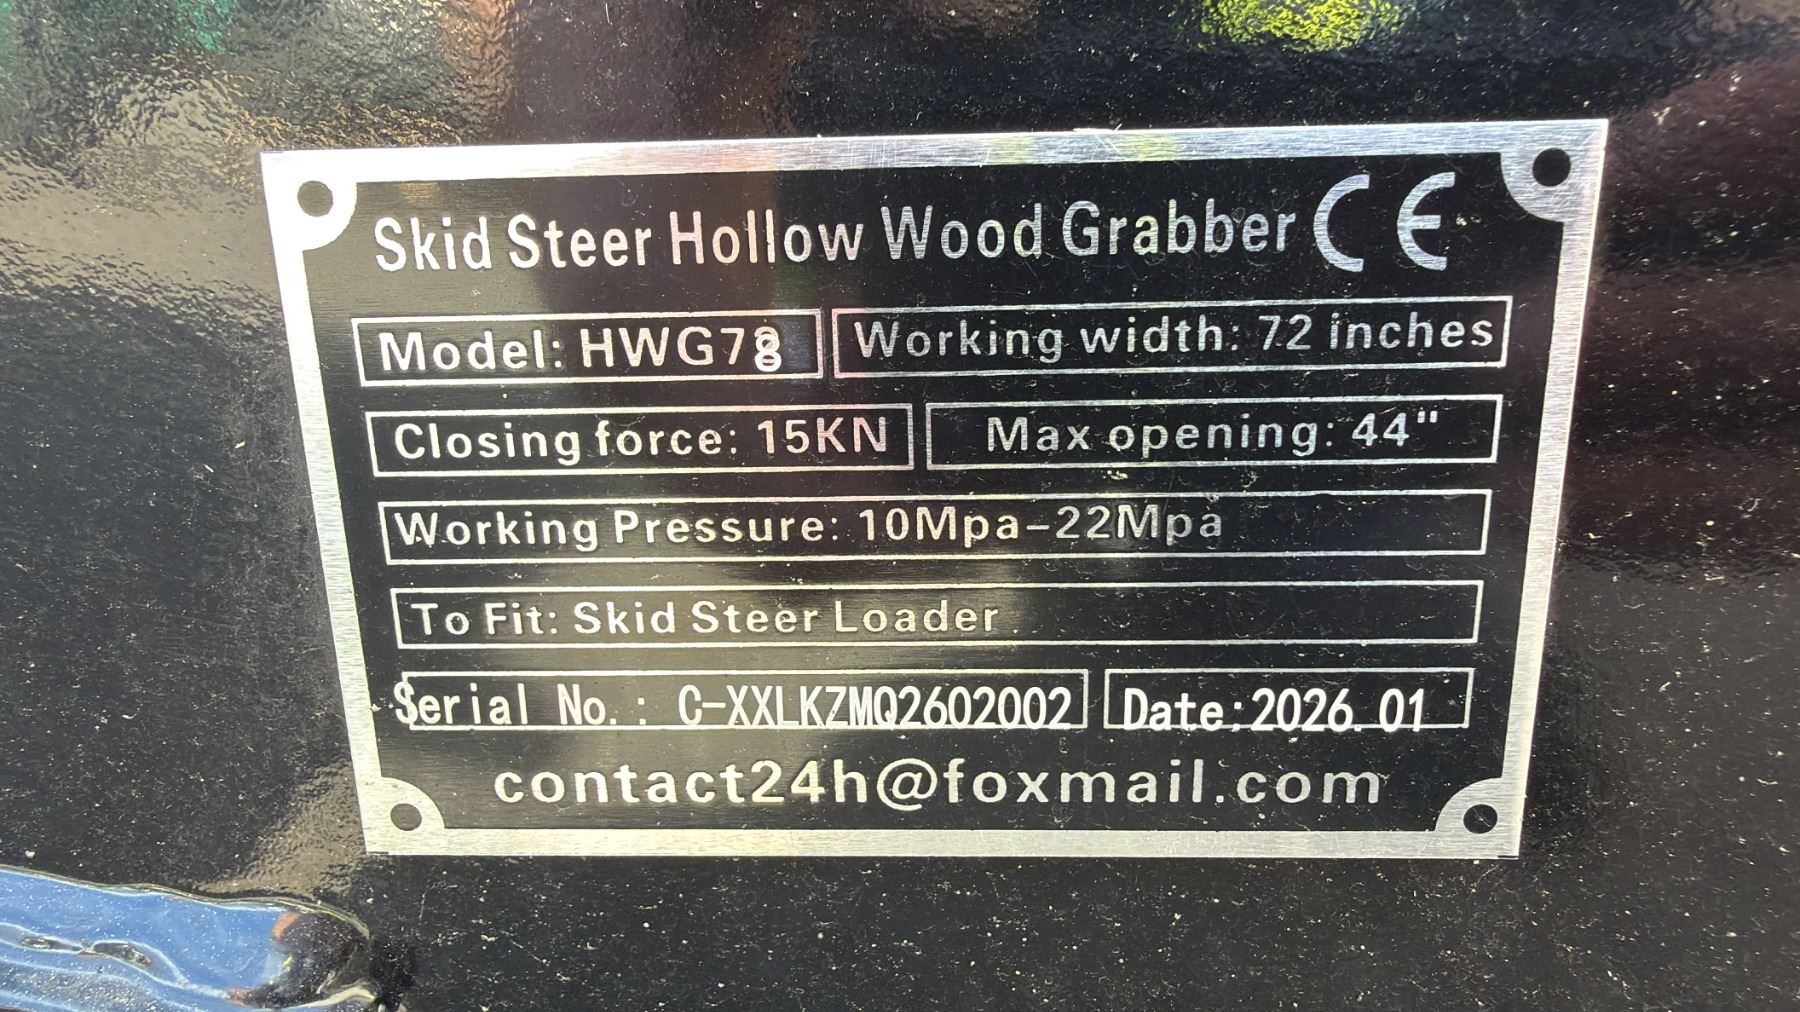 Skid Steer Hollow Wood Grabber CE
Model: HWG78 Working width: 72 inches
Closing force: 15KN Max opening: 44"
Working Pressure: 10Mpa-22Mpa
To Fit: Skid Steer Loader
Serial No.: C-XXLKZMQ2602002 Date:2026.01
contact24h@foxmail.com